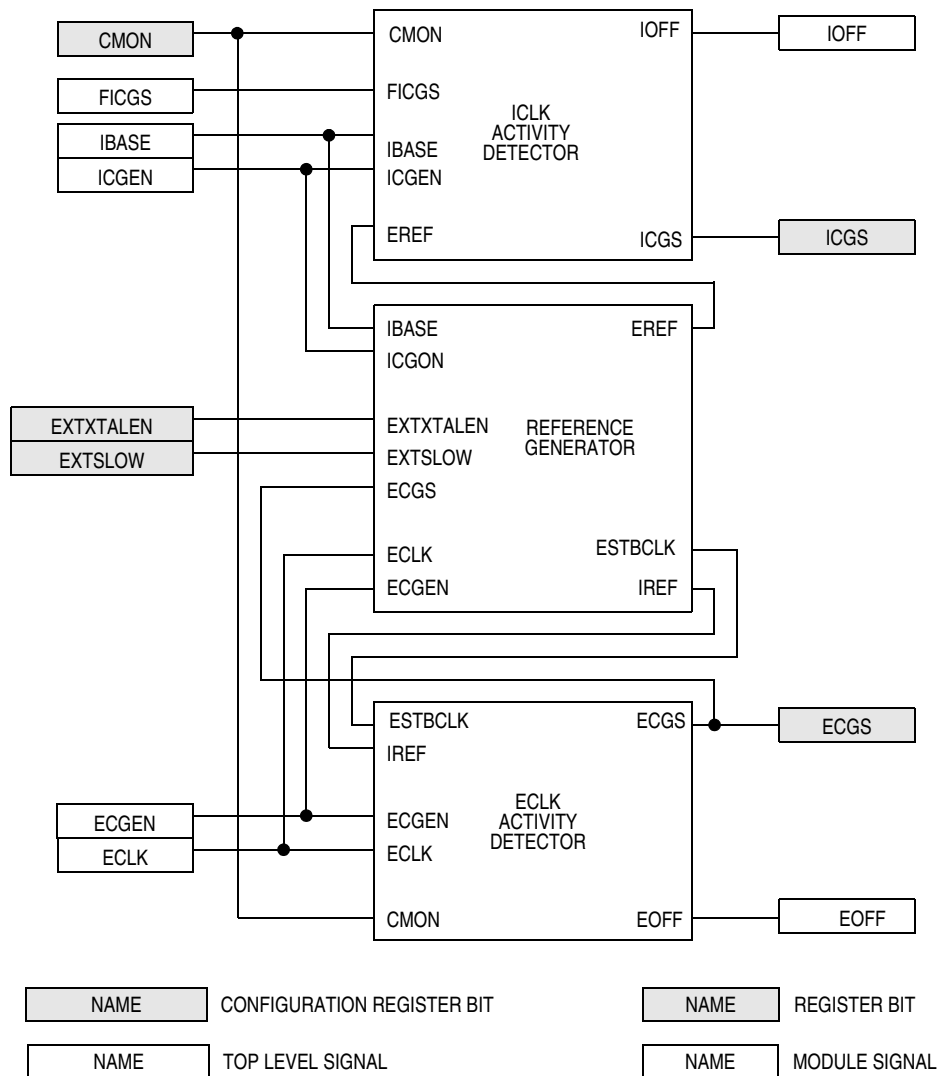 CMON
FICGS
IBASE
ICGEN
CMON
FICGS
IBASE
ICGEN
EREF
ICLK
ACTIVITY
DETECTOR
IOFF
ICGS
IOFF
ICGS
EXTXTALEN
EXTSLOW
IBASE
ICGON
EXTXTALEN
EXTSLOW
ECGS
ECLK
ECGEN
REFERENCE
GENERATOR
EREF
ESTBCLK
IREF
ECGEN
ECLK
ESTBCLK
IREF
ECGEN
ECLK
CMON
ECLK
ACTIVITY
DETECTOR
ECGS
EOFF
ECGS
EOFF
NAME CONFIGURATION REGISTER BIT
NAME REGISTER BIT
NAME TOP LEVEL SIGNAL
NAME MODULE SIGNAL